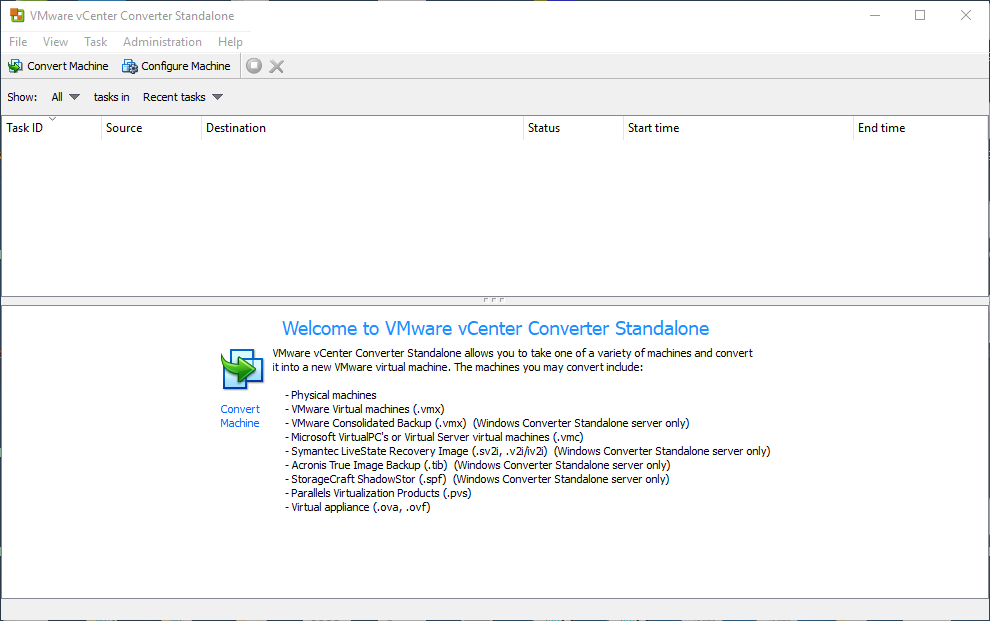 VMware vCenter Converter Standalone
File View Task Administration Help
Convert Machine Configure Machine
Show: All tasks in Recent tasks
Task ID Source Destination Status Start time End time
Welcome to VMware vCenter Converter Standalone
VMware vCenter Converter Standalone allows you to take one of a variety of machines and convert
it into a new VMware virtual machine. The machines you may convert include:
Convert
Machine
- Physical machines
- VMware Virtual machines (.vmx)
- VMware Consolidated Backup (.vmx) (Windows Converter Standalone server only)
- Microsoft VirtualPC's or Virtual Server virtual machines (.vmc)
- Symantec LiveState Recovery Image (.sv2i, .v2i/iv2i) (Windows Converter Standalone server only)
- Acronis True Image Backup (.tib) (Windows Converter Standalone server only)
- StorageCraft ShadowStor (.spf) (Windows Converter Standalone server only)
- Parallels Virtualization Products (.pvs)
- Virtual appliance (.ova, .ovf)